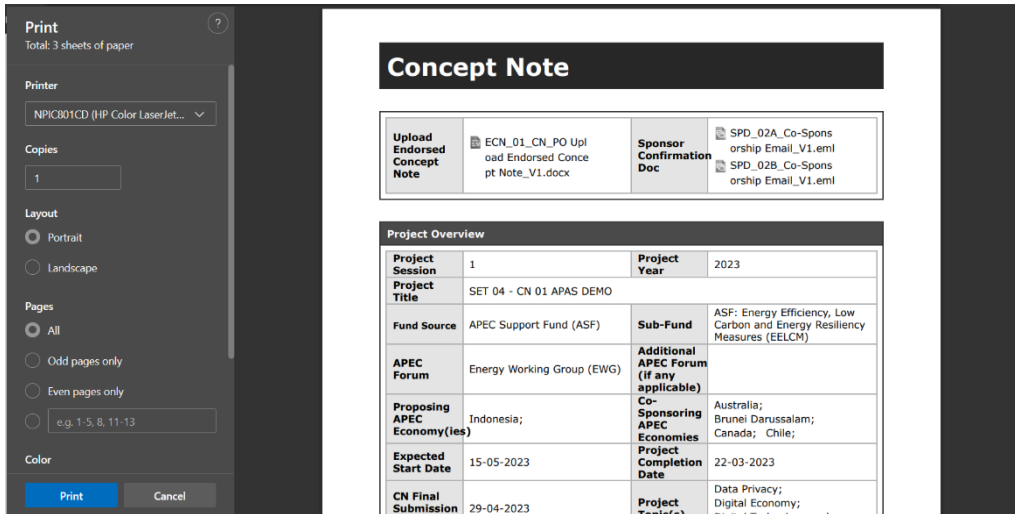 Print
?
Total: 3 sheets of paper
Printer
NPIC801CD (HP Color LaserJet...
Copies
1
Layout
Portrait
Landscape
Pages
All
Odd pages only
Even pages only
e.g. 1-5, 8, 11-13
Color
Print
Cancel
Concept Note
Upload
Endorsed
Concept
Note
ECN_01_CN_PO Upl
oad Endorsed Conce
pt Note_V1.docx
Sponsor
Confirmation
Doc
SPD_02A_Co-Spons
orship Email_V1.eml
SPD_02B_Co-Spons
orship Email_V1.eml
Project Overview
Project
Session
1
Project
Year
2023
Project
Title
SET 04 - CN 01 APAS DEMO
Fund Source
APEC Support Fund (ASF)
Sub-Fund
ASF: Energy Efficiency, Low
Carbon and Energy Resiliency
Measures (EELCM)
APEC
Forum
Energy Working Group (EWG)
Additional
APEC Forum
(if any
applicable)
Proposing
APEC
Economy(ies)
Indonesia;
Co-
Sponsoring
APEC
Economies
Australia;
Brunei Darussalam;
Canada; Chile;
Expected
Start Date
15-05-2023
Project
Completion
Date
22-03-2023
CN Final
Submission
29-04-2023
Project
Data Privacy;
Digital Economy;